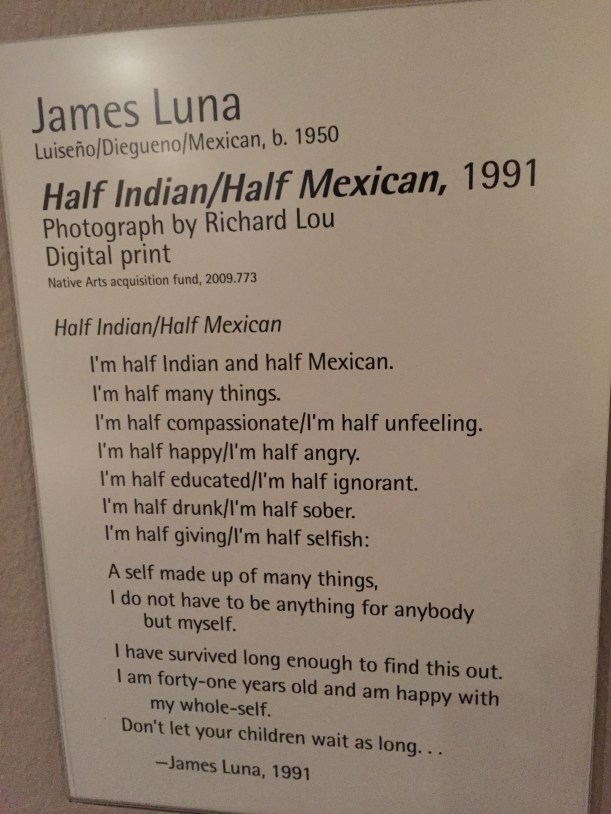 James Luna
Luiseño/Diegueno/Mexican, b. 1950
Half Indian/Half Mexican, 1991
Photograph by Richard Lou
Digital print
Native Arts acquisition fund, 2009.773
Half Indian/Half Mexican
I'm half Indian and half Mexican.
I'm half many things.
I'm half compassionate/I'm half unfeeling.
I'm half happy/I'm half angry.
I'm half educated/I'm half ignorant.
I'm half drunk/I'm half sober.
I'm half giving/I'm half selfish:
A self made up of many things,
I do not have to be anything for anybody
but myself.
I have survived long enough to find this out.
I am forty-one years old and am happy with
my whole-self.
Don't let your children wait as long. . .
—James Luna, 1991